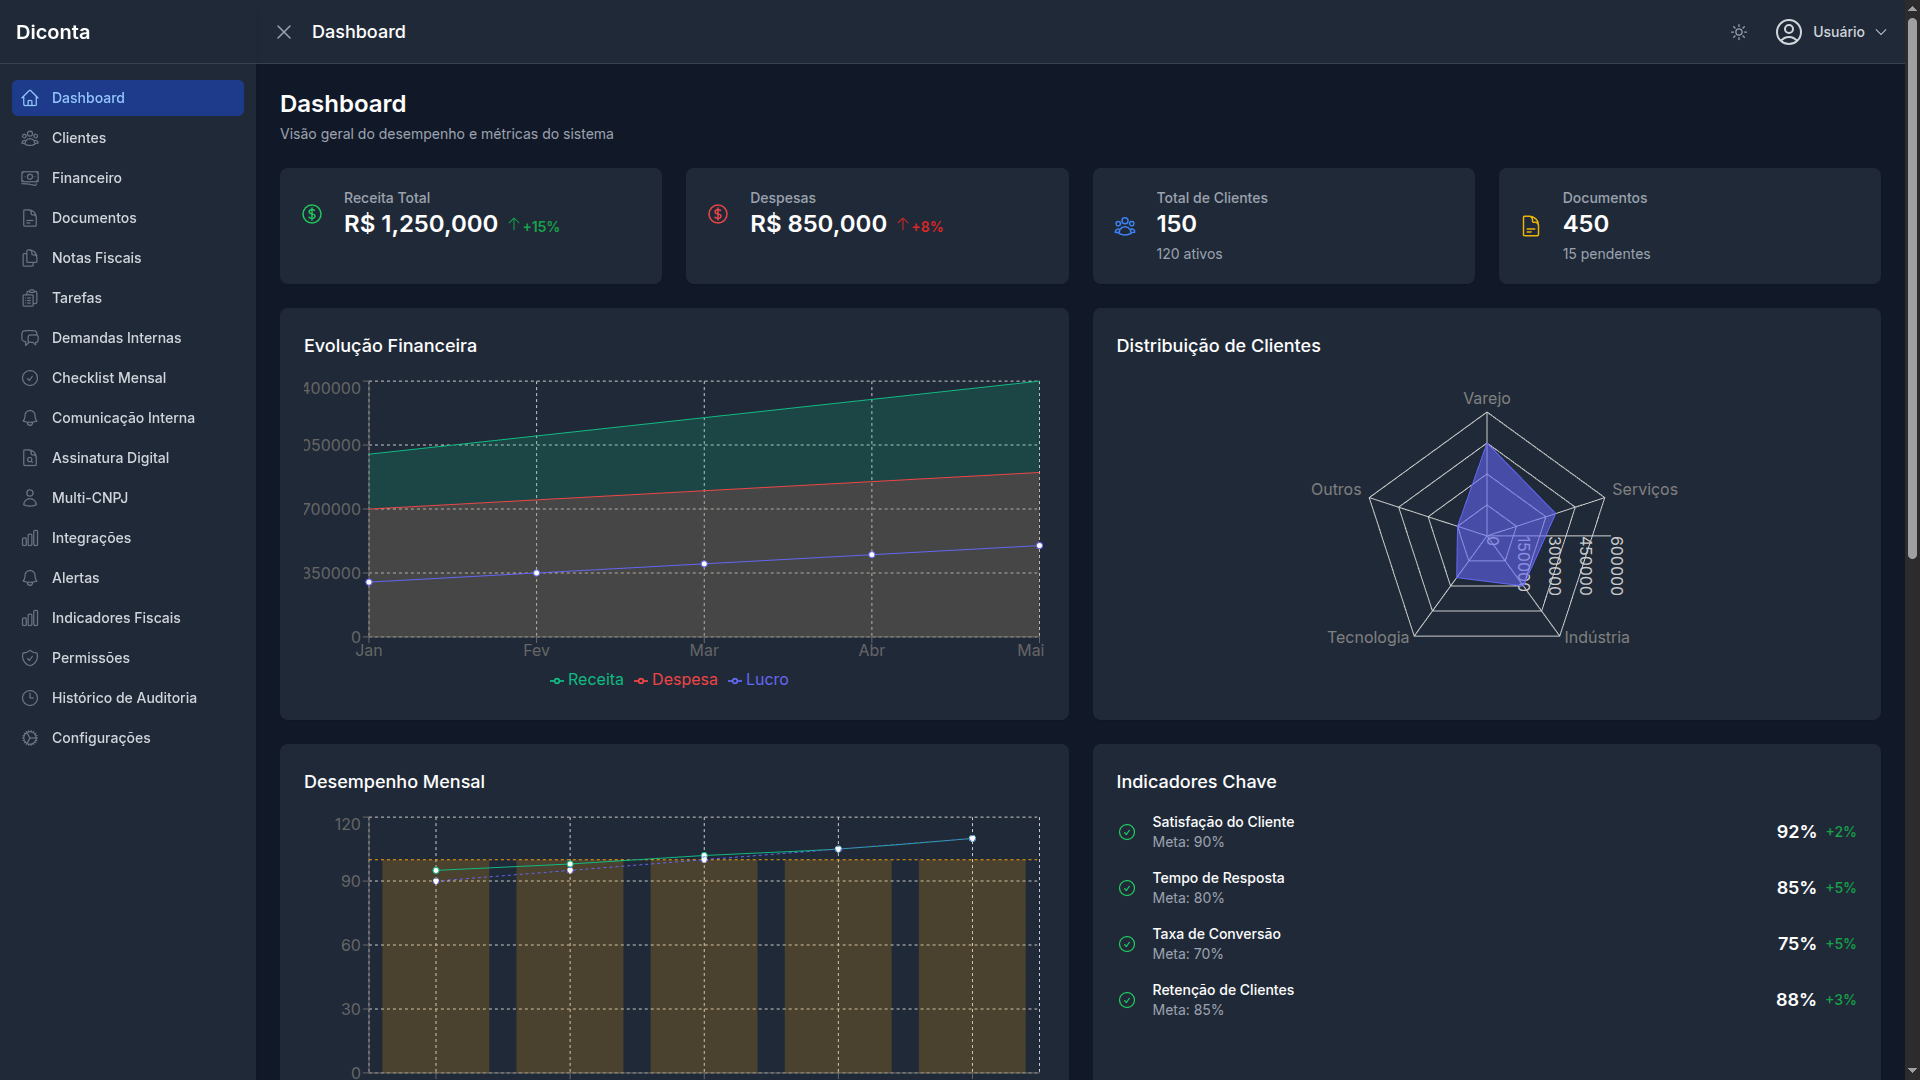 Diconta
Dashboard
Usuário
Dashboard
Clientes
Financeiro
Documentos
Notas Fiscais
Tarefas
Demandas Internas
Checklist Mensal
Comunicação Interna
Assinatura Digital
Multi-CNPJ
Integrações
Alertas
Indicadores Fiscais
Permissões
Histórico de Auditoria
Configurações
Dashboard
Visão geral do desempenho e métricas do sistema
Receita Total
R$ 1,250,000 +15%
Despesas
R$ 850,000 +8%
Total de Clientes
150
120 ativos
Documentos
450
15 pendentes
Evolução Financeira
400000
050000
700000
350000
0
Jan Fev Mar Abr Mai
Receita Despesa Lucro
Distribuição de Clientes
Varejo
Serviços
Indústria
Tecnologia
Outros
0
150000
300000
450000
600000
Desempenho Mensal
120
90
60
30
0
Indicadores Chave
Satisfação do Cliente
Meta: 90%
92% +2%
Tempo de Resposta
Meta: 80%
85% +5%
Taxa de Conversão
Meta: 70%
75% +5%
Retenção de Clientes
Meta: 85%
88% +3%